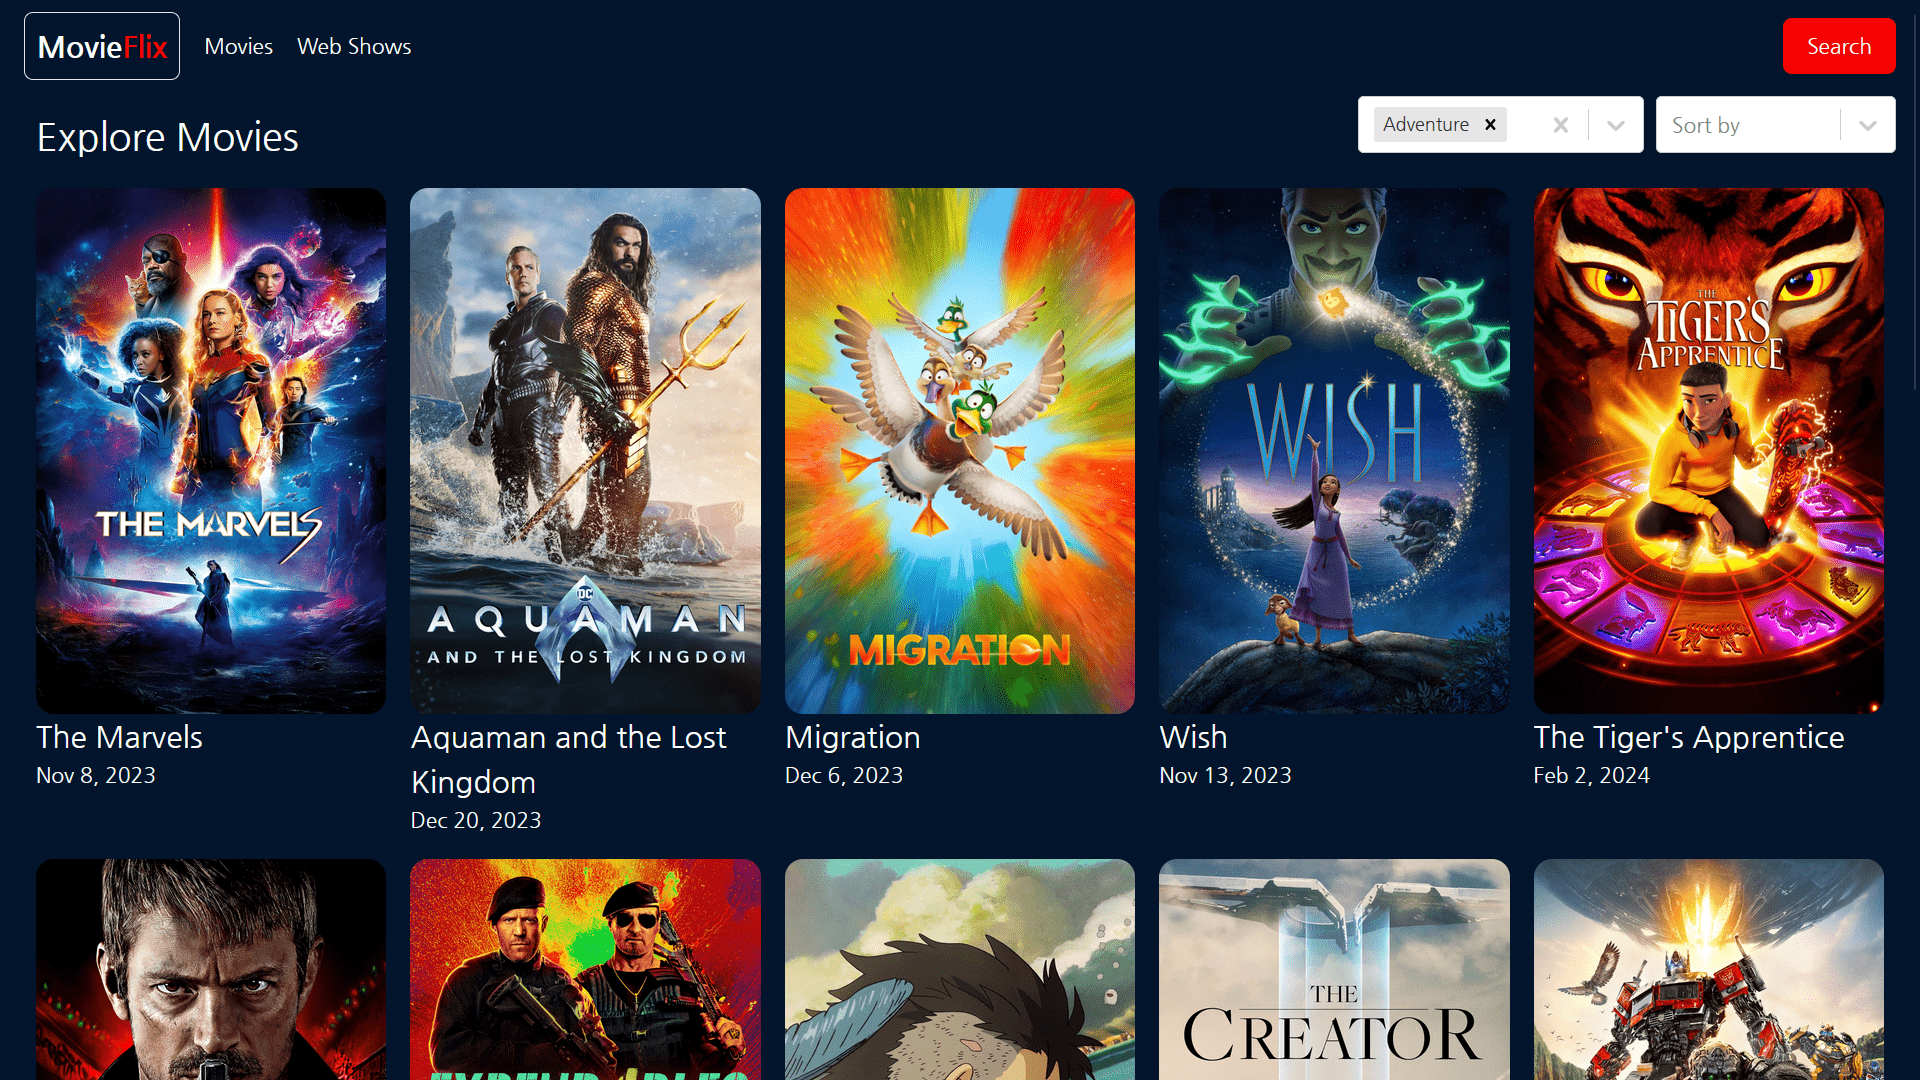 MovieFlix
Movies
Web Shows
Search
Explore Movies
Adventure
Sort by
THE MARVELS
DC
AQUAMAN
AND THE LOST KINGDOM
MIGRATION
WISH
THE
TIGER'S
APPRENTICE
The Marvels
Nov 8, 2023
Aquaman and the Lost
Kingdom
Dec 20, 2023
Migration
Dec 6, 2023
Wish
Nov 13, 2023
The Tiger's Apprentice
Feb 2, 2024
THE
CREATOR